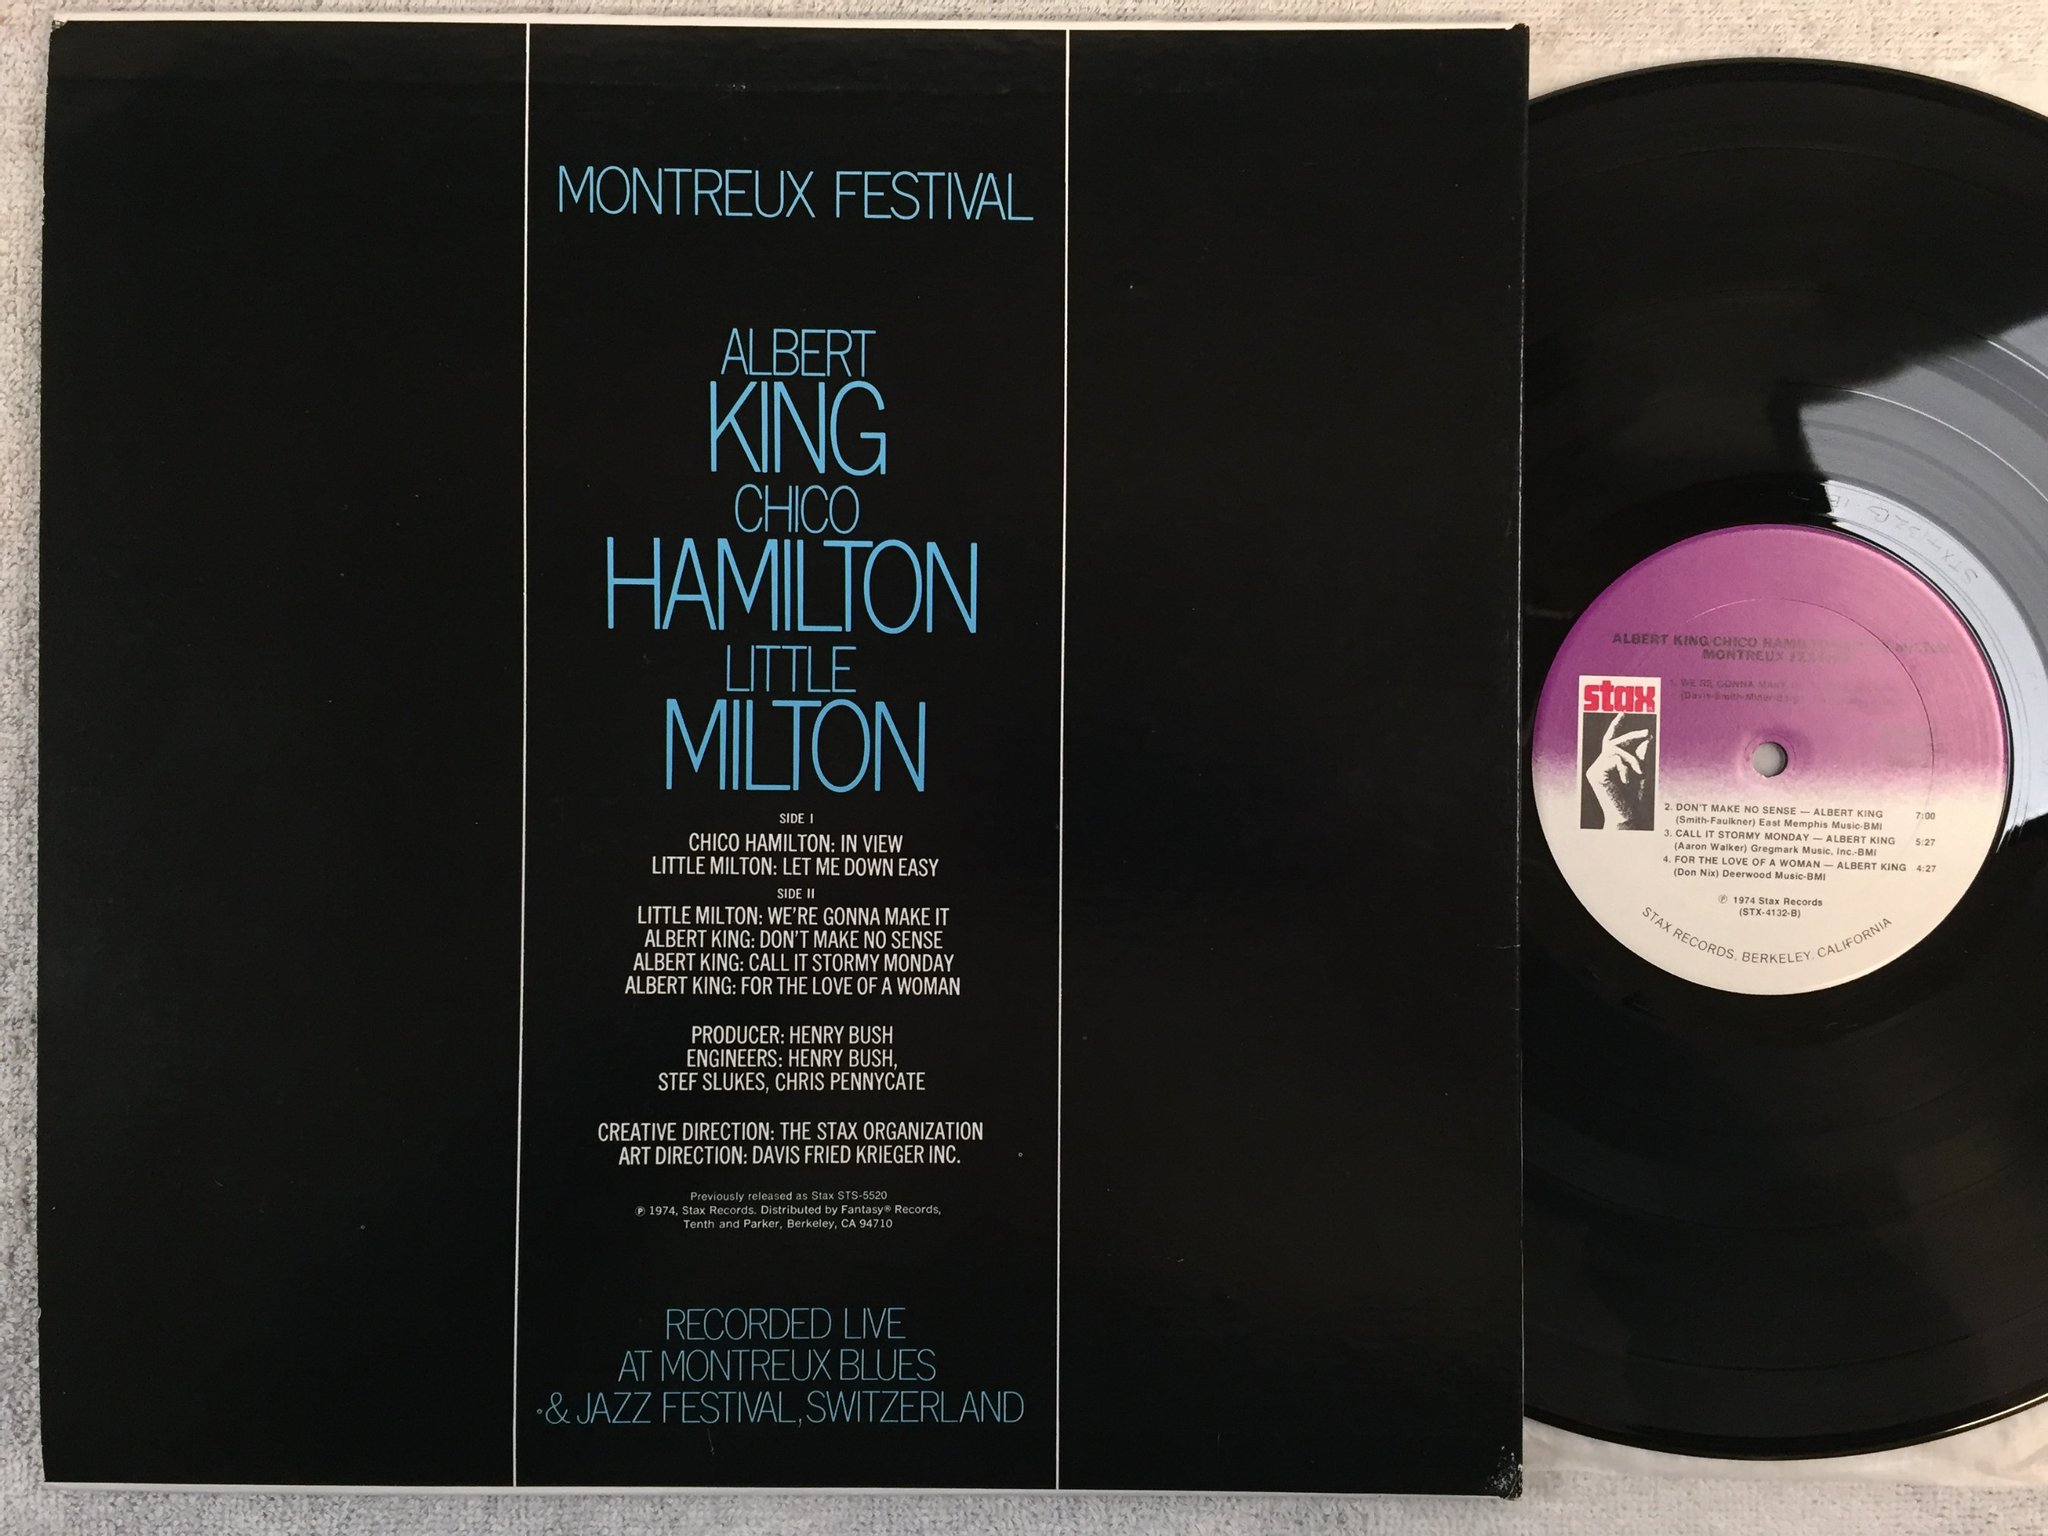 MONTREUX FESTIVAL
ALBERT
KING
CHICO
HAMILTON
LITTLE
MILTON
SIDE I
CHICO HAMILTON: IN VIEW
LITTLE MILTON: LET ME DOWN EASY
SIDE II
LITTLE MILTON: WE'RE GONNA MAKE IT
ALBERT KING: DON'T MAKE NO SENSE
ALBERT KING: CALL IT STORMY MONDAY
ALBERT KING: FOR THE LOVE OF A WOMAN
PRODUCER: HENRY BUSH
ENGINEERS: HENRY BUSH,
STEF SLUKES, CHRIS PENNYCATE
CREATIVE DIRECTION: THE STAX ORGANIZATION
ART DIRECTION: DAVIS FRIED KRIEGER INC.
Previously released as Stax STS-5520
℗ 1974, Stax Records. Distributed by Fantasy® Records,
Tenth and Parker, Berkeley, CA 94710
RECORDED LIVE
AT MONTREUX BLUES
& JAZZ FESTIVAL, SWITZERLAND
ALBERT KING CHICO
MONTREUX
stax
1. WE'RE GONNA MAKE
2. DON'T MAKE NO SENSE — ALBERT KING 7:00
(Smith-Faulkner) East Memphis Music-BMI
3. CALL IT STORMY MONDAY — ALBERT KING 5:27
(Aaron Walker) Gregmark Music, Inc.-BMI
4. FOR THE LOVE OF A WOMAN — ALBERT KING 4:27
(Don Nix) Deerwood Music-BMI
℗ 1974 Stax Records
(STX-4132-B)
STAX RECORDS, BERKELEY, CALIFORNIA